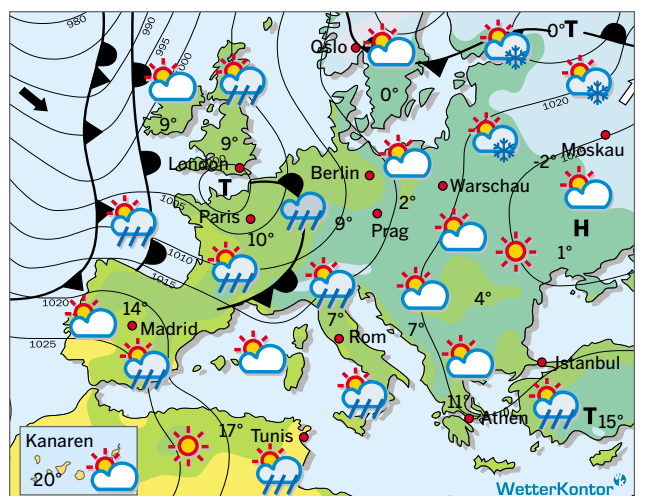 980
990
995
1000
Oslo
0°T
0°
1020
9°
9°
London
T
-2°
Moskau
Berlin
Warschau
1005
Paris
9°
2°
Prag
10°
H
1°
1010
1015
1020
14°
Madrid
4°
7°
7°
Rom
1025
Istanbul
11°
Athen
T 15°
17°
Tunis
Kanaren
20°
WetterKontor